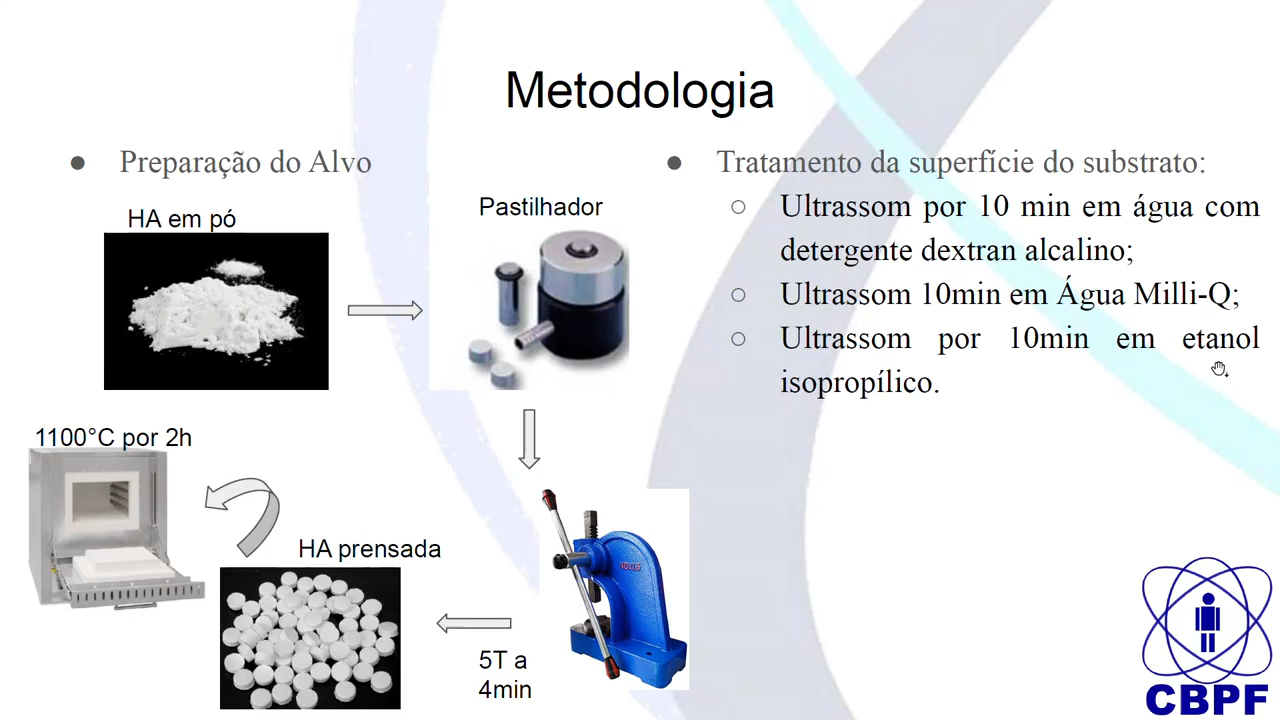 Metodologia
● Preparação do Alvo
HA em pó
Pastilhador
1100°C por 2h
HA prensada
5T a
4min
● Tratamento da superfície do substrato:
○ Ultrassom por 10 min em água com
detergente dextran alcalino;
○ Ultrassom 10min em Água Milli-Q;
○ Ultrassom por 10min em etanol
isopropílico.
CBPF